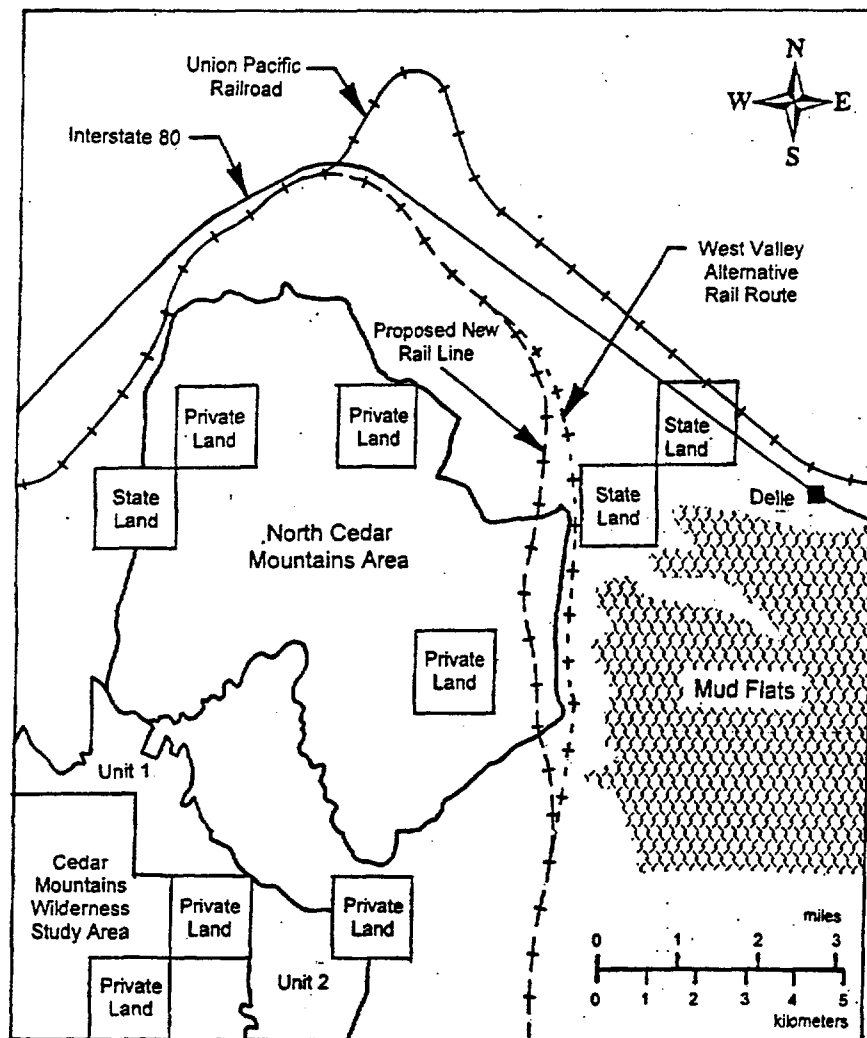 Union Pacific
Railroad
N
W
E
S
Interstate 80
West Valley
Alternative
Rail Route
Proposed New
Rail Line
Private
Land
Private
Land
State
Land
State
Land
State
Land
Delle
North Cedar
Mountains Area
Private
Land
Mud Flats
Unit 1
Cedar
Mountains
Wilderness
Study Area
Private
Land
Private
Land
Private
Land
Unit 2
miles
0 1 2 3
0 1 2 3 4 5
kilometers